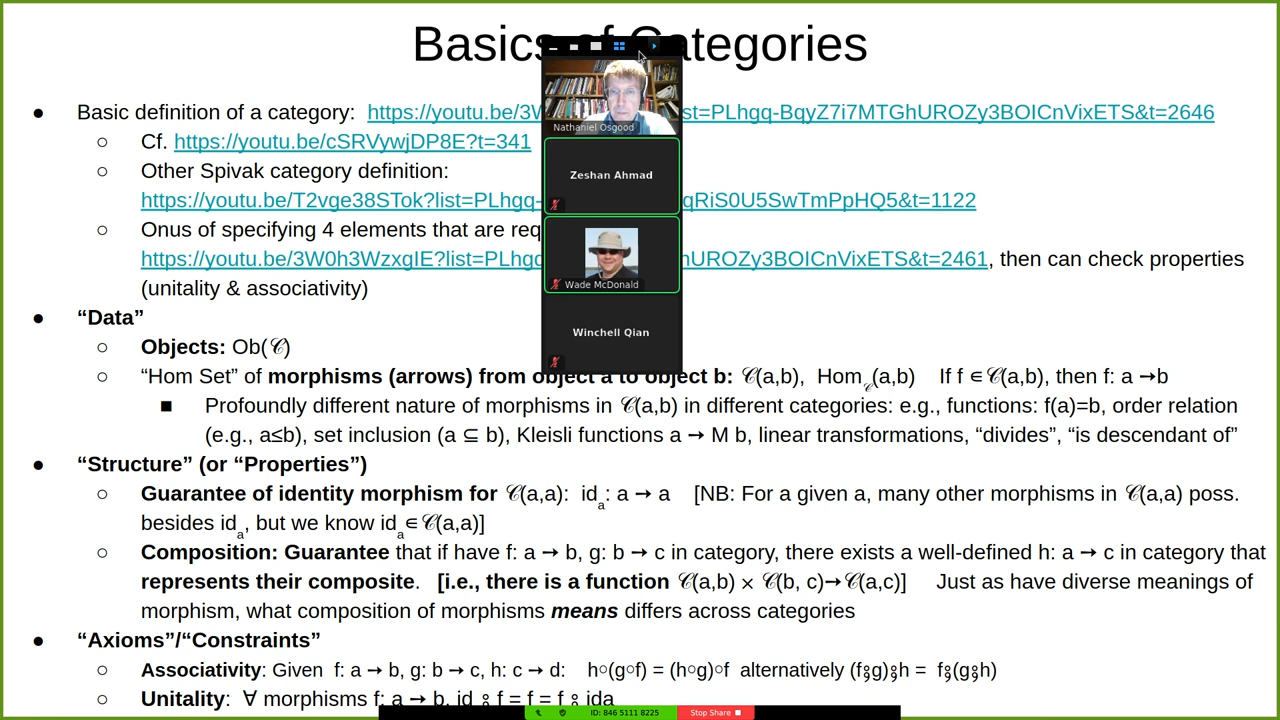 Basics of Categories
● Basic definition of a category: https://youtu.be/3W st=PLhgq-BqyZ7i7MTGhUROZy3BOICnVixETS&t=2646
○ Cf. https://youtu.be/cSRVywjDP8E?t=341
○ Other Spivak category definition:
https://youtu.be/T2vge38STok?list=PLhgq- qRiS0U5SwTmPpHQ5&t=1122
○ Onus of specifying 4 elements that are req
https://youtu.be/3W0h3WzxgIE?list=PLhgq hUROZy3BOICnVixETS&t=2461, then can check properties
(unitality & associativity)
● “Data”
○ Objects: Ob(𝒞)
○ “Hom Set” of morphisms (arrows) from object a to object b: 𝒞(a,b), Hom𝒞(a,b) If f ∈𝒞(a,b), then f: a →b
■ Profoundly different nature of morphisms in 𝒞(a,b) in different categories: e.g., functions: f(a)=b, order relation
(e.g., a≤b), set inclusion (a ⊆ b), Kleisli functions a → M b, linear transformations, “divides”, “is descendant of”
● “Structure” (or “Properties”)
○ Guarantee of identity morphism for 𝒞(a,a): idₐ: a → a [NB: For a given a, many other morphisms in 𝒞(a,a) poss.
besides idₐ, but we know idₐ∈𝒞(a,a)]
○ Composition: Guarantee that if have f: a → b, g: b → c in category, there exists a well-defined h: a → c in category that
represents their composite. [i.e., there is a function 𝒞(a,b) × 𝒞(b, c)→𝒞(a,c)] Just as have diverse meanings of
morphism, what composition of morphisms means differs across categories
● “Axioms”/“Constraints”
○ Associativity: Given f: a → b, g: b → c, h: c → d: h○(g○f) = (h○g)○f alternatively (f⨟g)⨟h = f⨟(g⨟h)
○ Unitality: ∀ morphisms f: a → b, id ⨟ f = f = f ⨟ ida
Nathaniel Osgood
Zeshan Ahmad
Wade McDonald
Winchell Qian
ID: 846 5111 8225
Stop Share